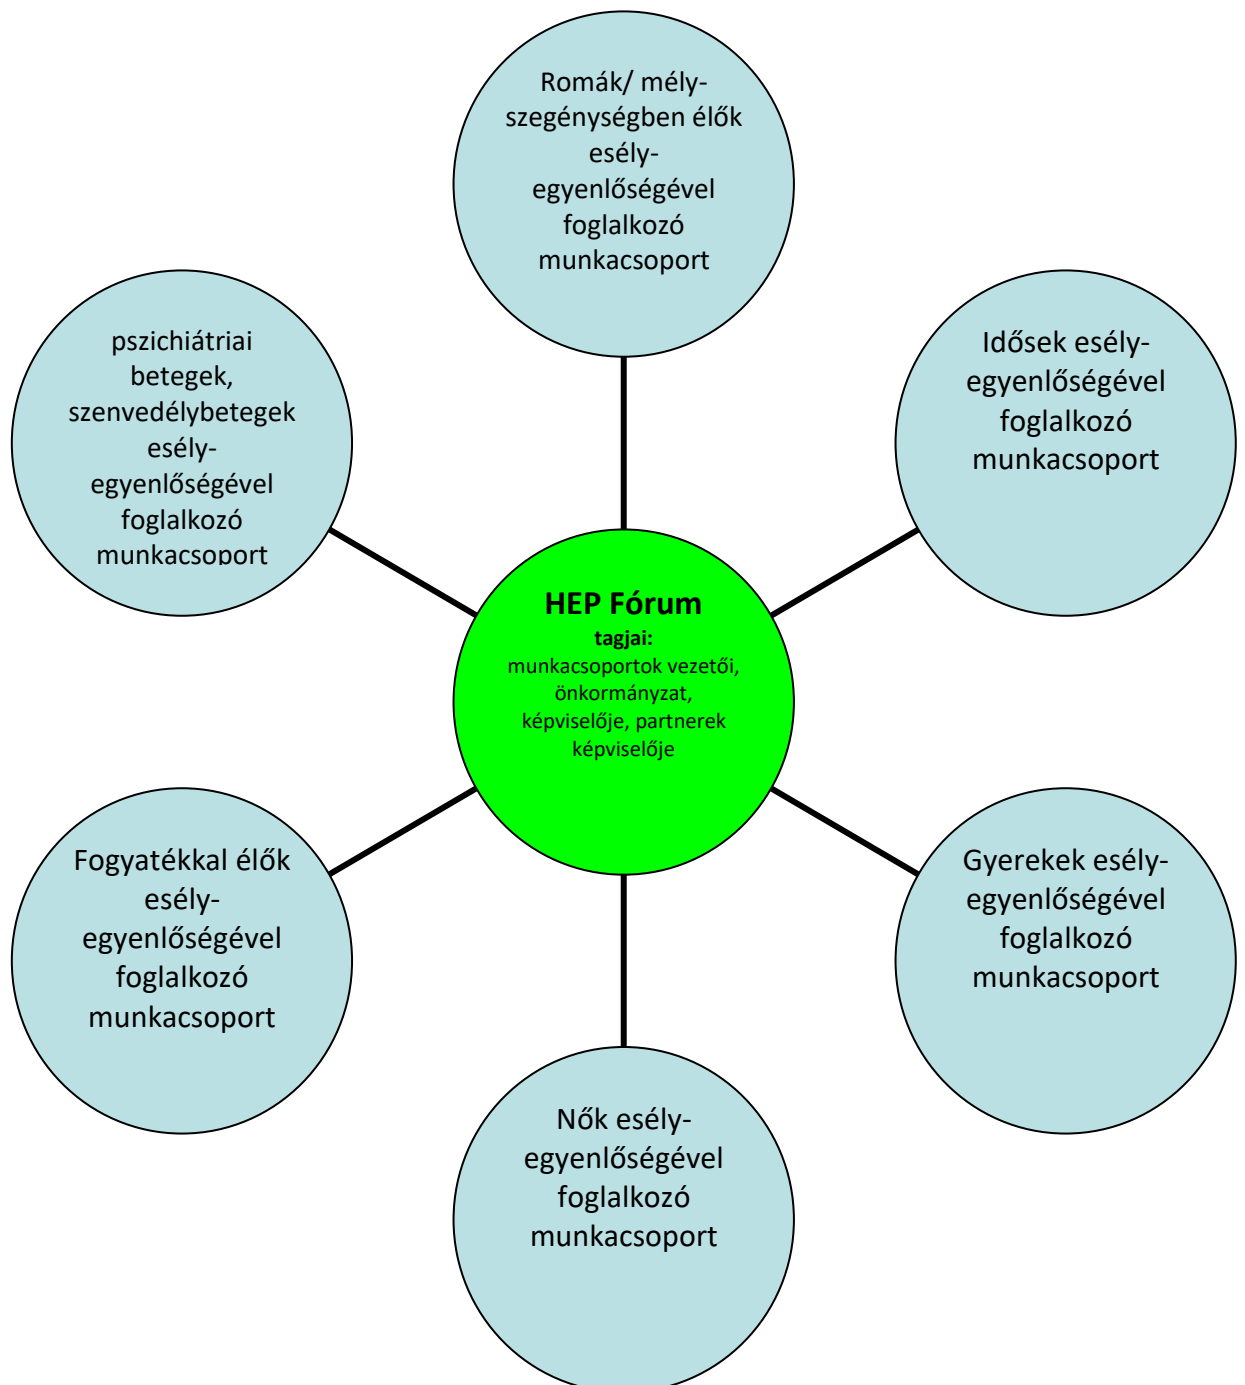 Romák/ mély-
szegénységben élők
esély-
egyenlőségével
foglalkozó
munkacsoport
pszichiátriai
betegek,
szenvedélybetegek
esély-
egyenlőségével
foglalkozó
munkacsoport
Idősek esély-
egyenlőségével
foglalkozó
munkacsoport
HEP Fórum
tagjai:
munkacsoportok vezetői,
önkormányzat,
képviselője, partnerek
képviselője
Fogyatékkal élők
esély-
egyenlőségével
foglalkozó
munkacsoport
Gyerekek esély-
egyenlőségével
foglalkozó
munkacsoport
Nők esély-
egyenlőségével
foglalkozó
munkacsoport